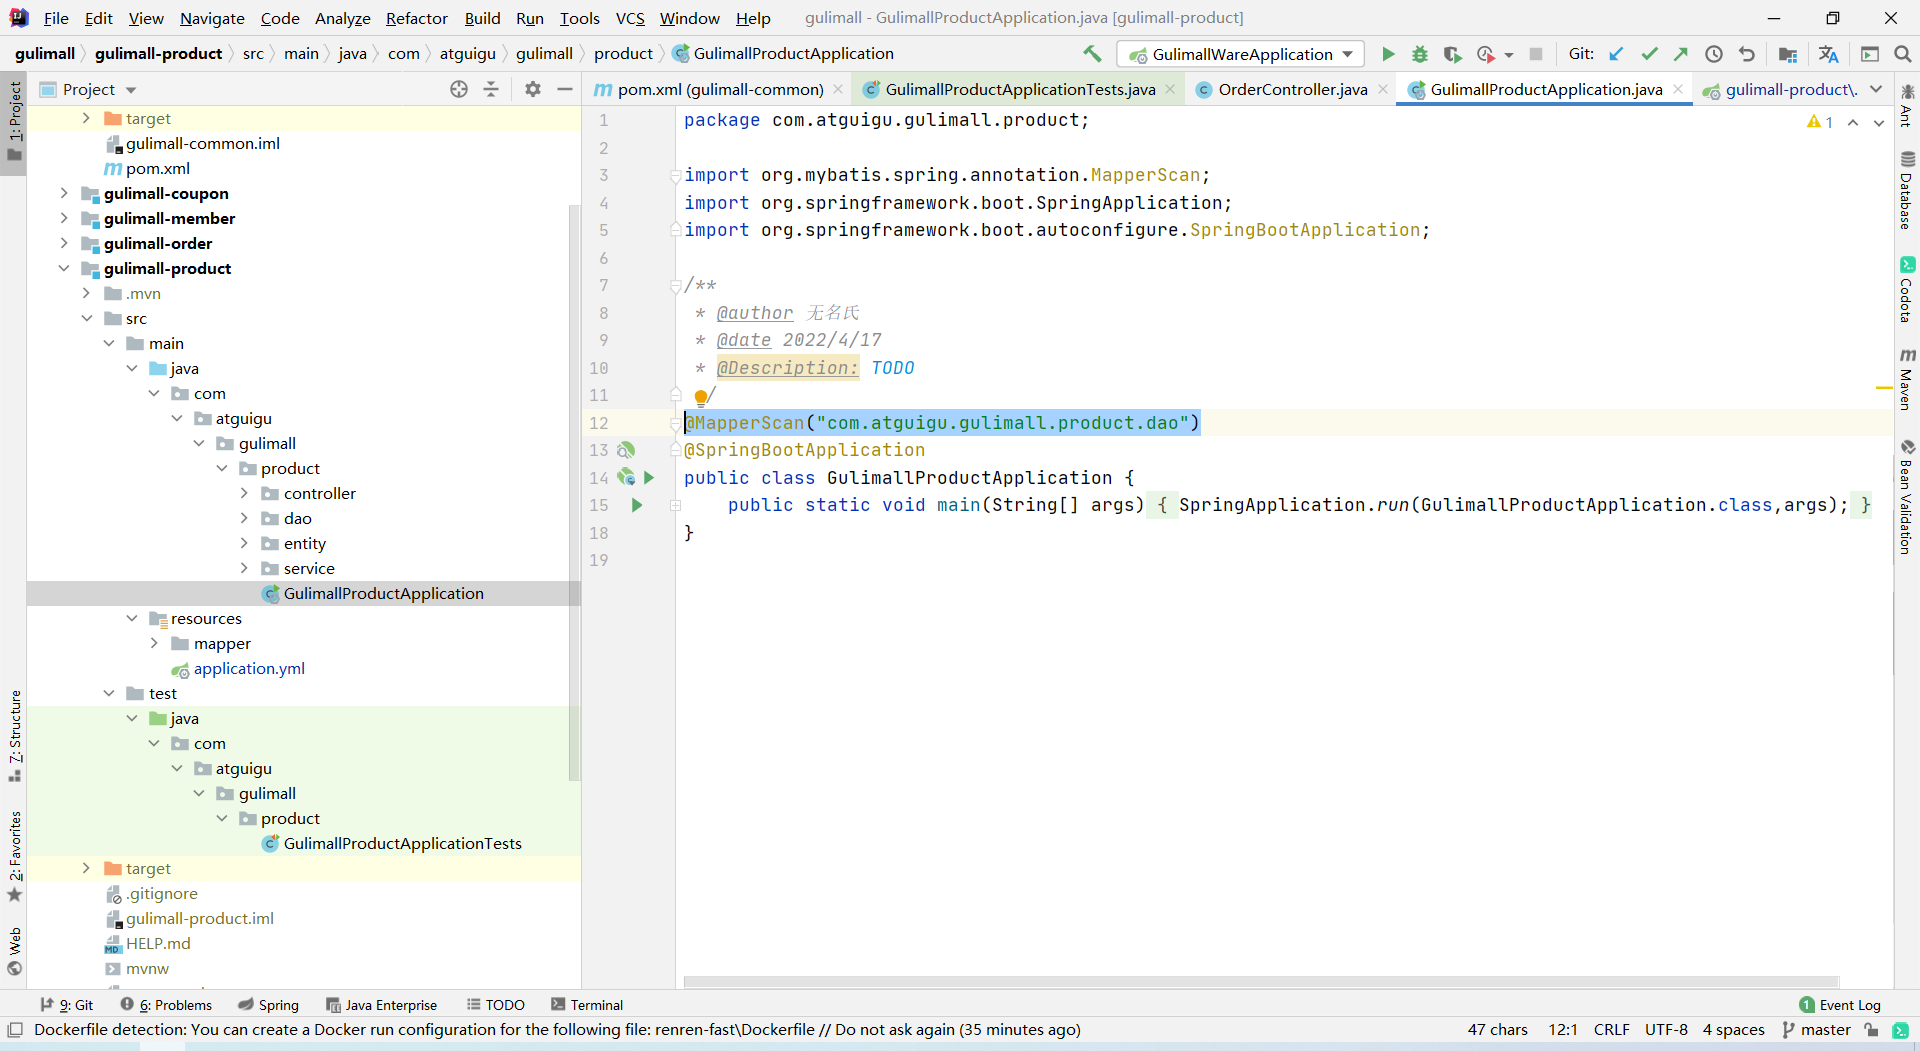 File Edit View Navigate Code Analyze Refactor Build Run Tools VCS Window Help gulimall - GulimallProductApplication.java [gulimall-product]
gulimall gulimall-product src main java com atguigu gulimall product GulimallProductApplication GulimallWareApplication Git:
Project
pom.xml (gulimall-common) GulimallProductApplicationTests.java OrderController.java GulimallProductApplication.java gulimall-product\.
1: Project
7: Structure
2: Favorites
Web
target
gulimall-common.iml
pom.xml
gulimall-coupon
gulimall-member
gulimall-order
gulimall-product
.mvn
src
main
java
com
atguigu
gulimall
product
controller
dao
entity
service
GulimallProductApplication
resources
mapper
application.yml
test
java
com
atguigu
gulimall
product
GulimallProductApplicationTests
target
.gitignore
gulimall-product.iml
HELP.md
mvnw
1 package com.atguigu.gulimall.product;
2
3 import org.mybatis.spring.annotation.MapperScan;
4 import org.springframework.boot.SpringApplication;
5 import org.springframework.boot.autoconfigure.SpringBootApplication;
6
7 /**
8 * @author 无名氏
9 * @date 2022/4/17
10 * @Description: TODO
11 /
12 @MapperScan("com.atguigu.gulimall.product.dao")
13 @SpringBootApplication
14 public class GulimallProductApplication {
15 public static void main(String[] args) { SpringApplication.run(GulimallProductApplication.class,args); }
18 }
19
1
Ant
Database
Codota
Maven
Bean Validation
9: Git 6: Problems Spring Java Enterprise TODO Terminal 1 Event Log
Dockerfile detection: You can create a Docker run configuration for the following file: renren-fast\Dockerfile // Do not ask again (35 minutes ago) 47 chars 12:1 CRLF UTF-8 4 spaces master